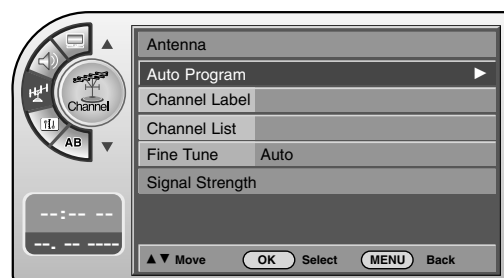 Antenna
Auto Program
Channel Label
Channel List
Fine Tune Auto
Signal Strength
Channel
AB
--:-- --
--. -- ----
▲▼ Move OK Select MENU Back